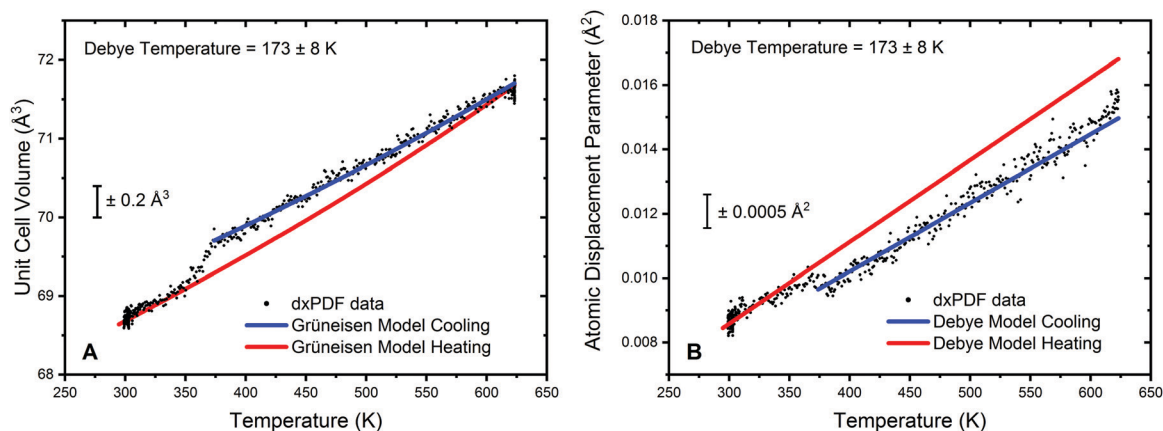 Debye Temperature = 173 ± 8 K
Unit Cell Volume (Å³)
72
71
70
69
68
± 0.2 Å³
dxPDF data
Grüneisen Model Cooling
Grüneisen Model Heating
A
250 300 350 400 450 500 550 600 650
Temperature (K)
Debye Temperature = 173 ± 8 K
Atomic Displacement Parameter (Å²)
0.018
0.016
0.014
0.012
0.010
0.008
± 0.0005 Å²
dxPDF data
Debye Model Cooling
Debye Model Heating
B
250 300 350 400 450 500 550 600 650
Temperature (K)